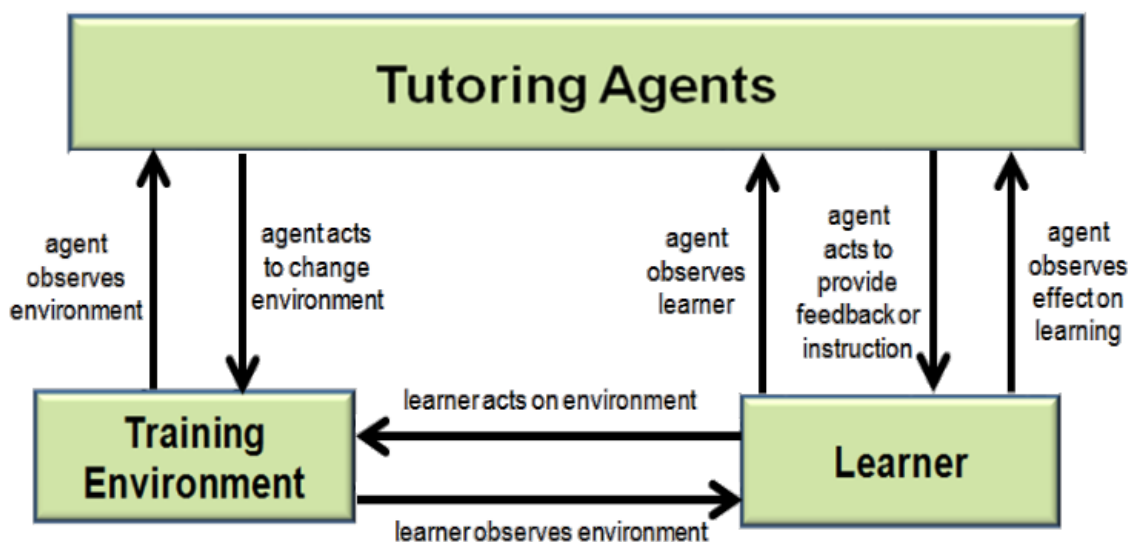 Tutoring Agents
agent
observes
environment
agent acts
to change
environment
agent
observes
learner
agent
acts to
provide
feedback or
instruction
agent
observes
effect on
learning
learner acts on environment
Training
Environment
Learner
learner observes environment